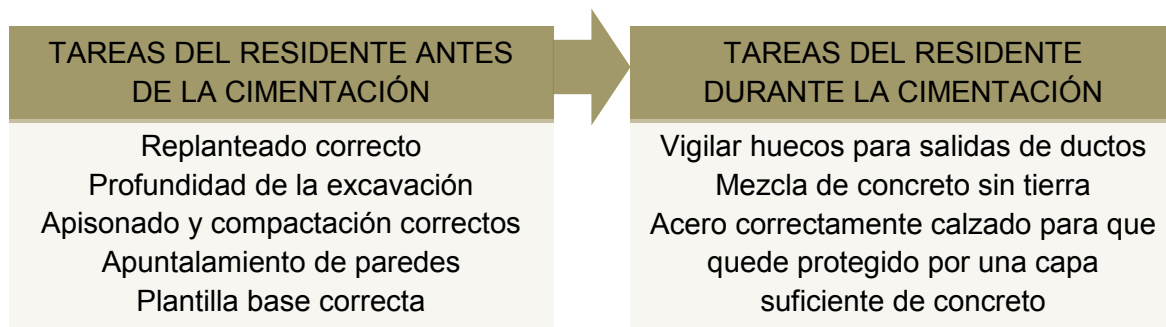 TAREAS DEL RESIDENTE ANTES
DE LA CIMENTACIÓN
Replanteado correcto
Profundidad de la excavación
Apisonado y compactación correctos
Apuntalamiento de paredes
Plantilla base correcta
TAREAS DEL RESIDENTE
DURANTE LA CIMENTACIÓN
Vigilar huecos para salidas de ductos
Mezcla de concreto sin tierra
Acero correctamente calzado para que
quede protegido por una capa
suficiente de concreto